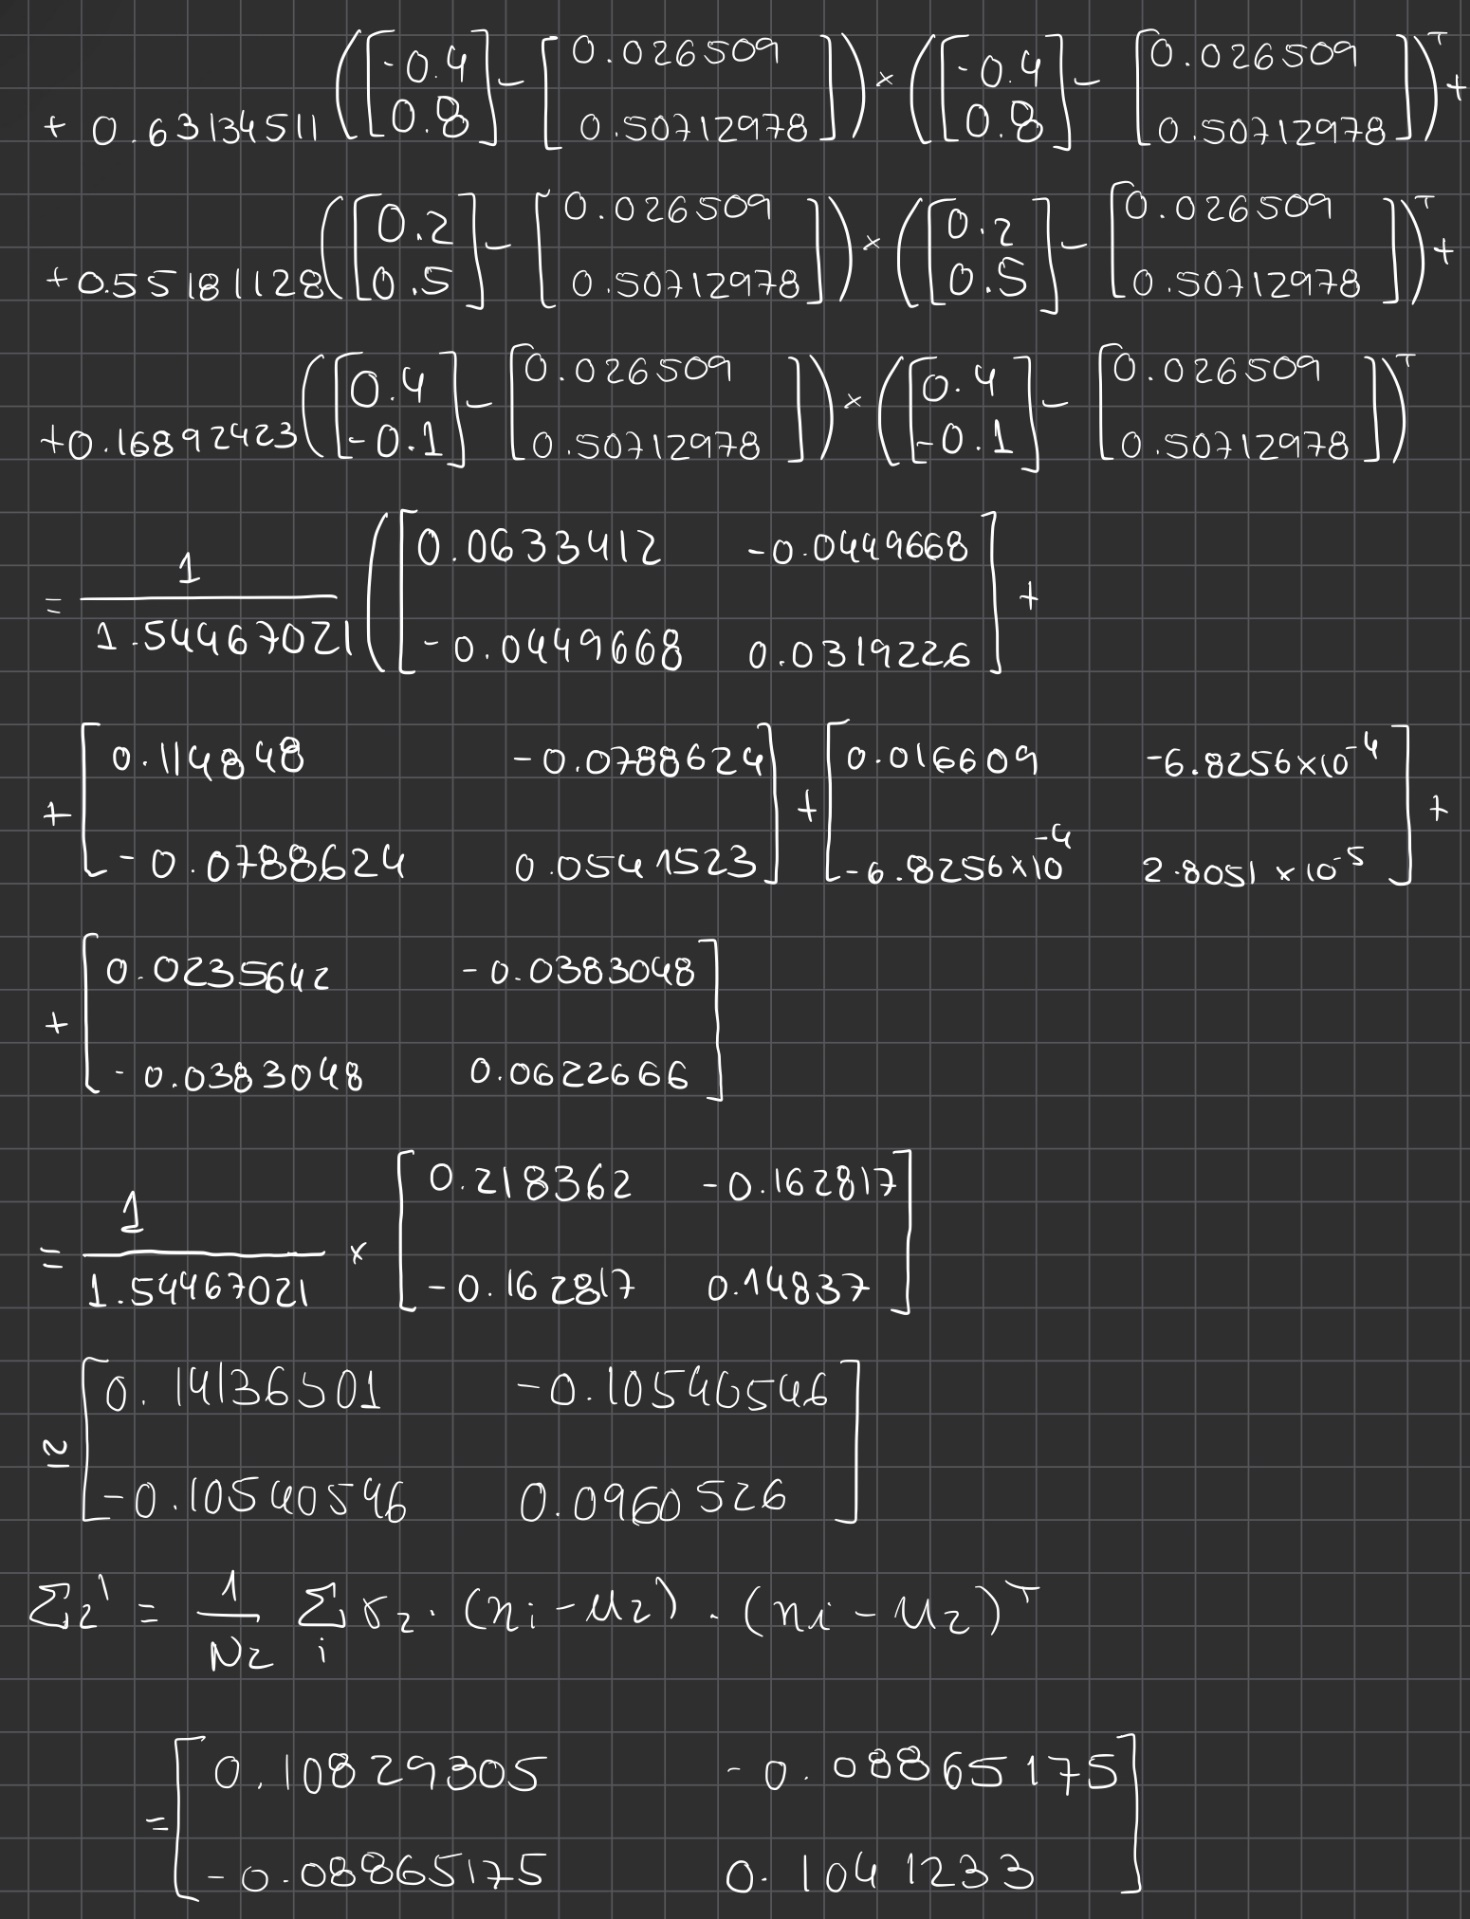 + 0.63134511 ([-0.4 0.8] - [0.026509 0.50712978]) × ([-0.4 0.8] - [0.026509 0.50712978])ᵀ +
+0.55181128 ([0.2 0.5] - [0.026509 0.50712978]) × ([0.2 0.5] - [0.026509 0.50712978])ᵀ +
+0.16892423 ([0.4 -0.1] - [0.026509 0.50712978]) × ([0.4 -0.1] - [0.026509 0.50712978])ᵀ
= 1/1.54467021 ([0.0633412 -0.0449668
-0.0449668 0.0319226] +
+ [0.114848 -0.0788624
-0.0788624 0.0541523] + [0.016609 -6.8256×10⁻⁴
-6.8256×10⁻⁴ 2.8051×10⁻⁵] +
+ [0.0235642 -0.0383048
-0.0383048 0.0622666]
= 1/1.54467021 × [0.218362 -0.162817
-0.162817 0.14837]
≃ [0.14136501 -0.10540546
-0.10540546 0.0960526]
Σ2' = 1/N2 Σi γ2 · (xi - u2) · (xi - u2)ᵀ
= [0.10829305 -0.08865175
-0.08865175 0.1041233]